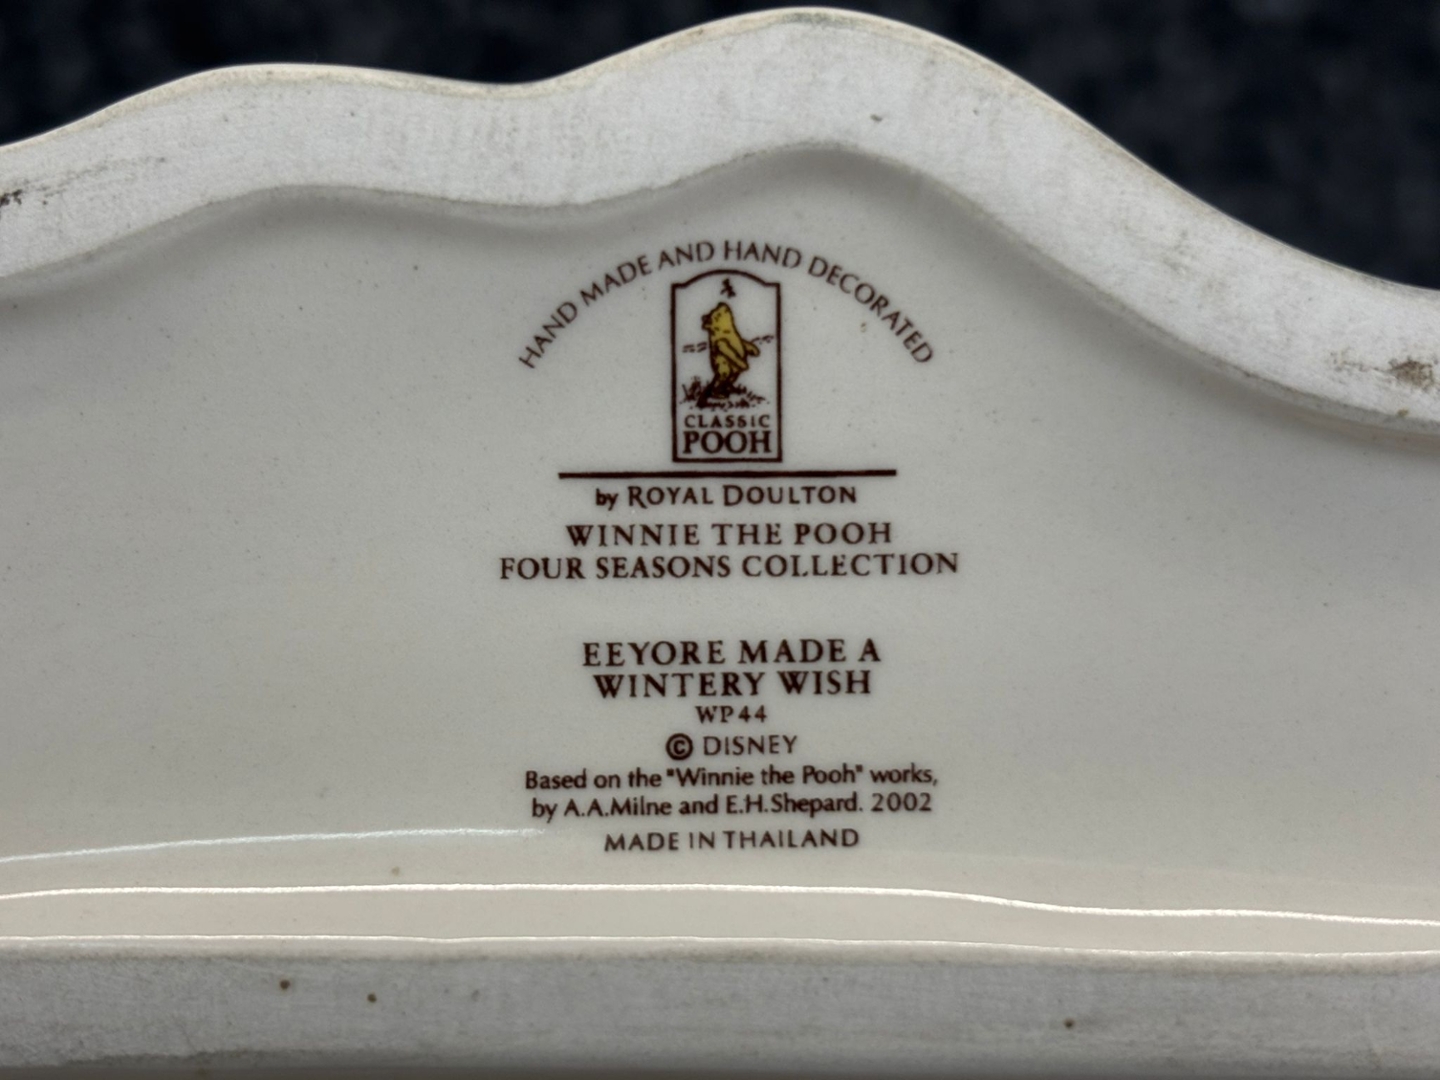 HAND MADE AND HAND DECORATED
CLASSIC
POOH
by ROYAL DOULTON
WINNIE THE POOH
FOUR SEASONS COLLECTION
EEYORE MADE A
WINTERY WISH
WP44
© DISNEY
Based on the "Winnie the Pooh" works,
by A.A.Milne and E.H.Shepard. 2002
MADE IN THAILAND